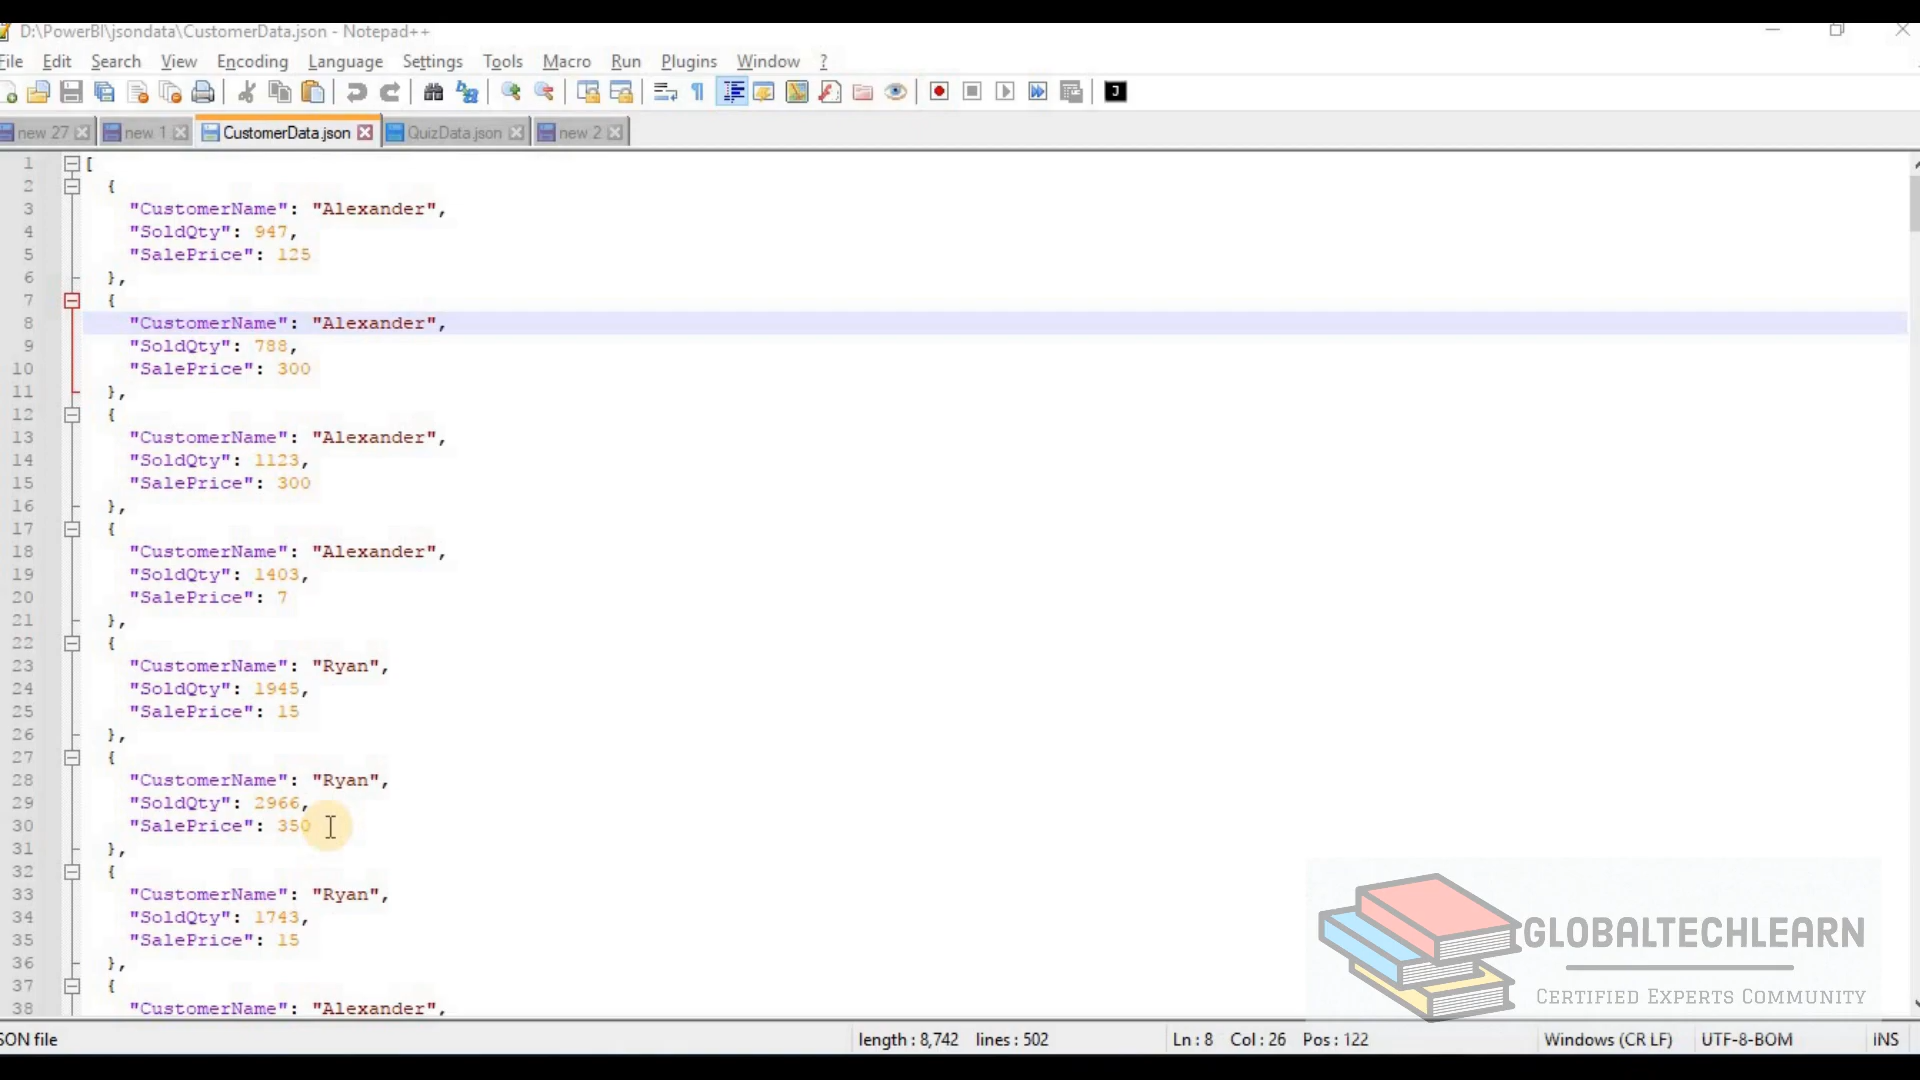 D:\PowerBI\jsondata\CustomerData.json - Notepad++
File Edit Search View Encoding Language Settings Tools Macro Run Plugins Window ?
new 27 new 1 CustomerData.json QuizData.json new 2
1 [
2 {
3 "CustomerName": "Alexander",
4 "SoldQty": 947,
5 "SalePrice": 125
6 },
7 {
8 "CustomerName": "Alexander",
9 "SoldQty": 788,
10 "SalePrice": 300
11 },
12 {
13 "CustomerName": "Alexander",
14 "SoldQty": 1123,
15 "SalePrice": 300
16 },
17 {
18 "CustomerName": "Alexander",
19 "SoldQty": 1403,
20 "SalePrice": 7
21 },
22 {
23 "CustomerName": "Ryan",
24 "SoldQty": 1945,
25 "SalePrice": 15
26 },
27 {
28 "CustomerName": "Ryan",
29 "SoldQty": 2966,
30 "SalePrice": 350
31 },
32 {
33 "CustomerName": "Ryan",
34 "SoldQty": 1743,
35 "SalePrice": 15
36 },
37 {
38 "CustomerName": "Alexander",
GLOBALTECHLEARN
CERTIFIED EXPERTS COMMUNITY
SON file length : 8,742 lines : 502 Ln : 8 Col : 26 Pos : 122 Windows (CR LF) UTF-8-BOM INS